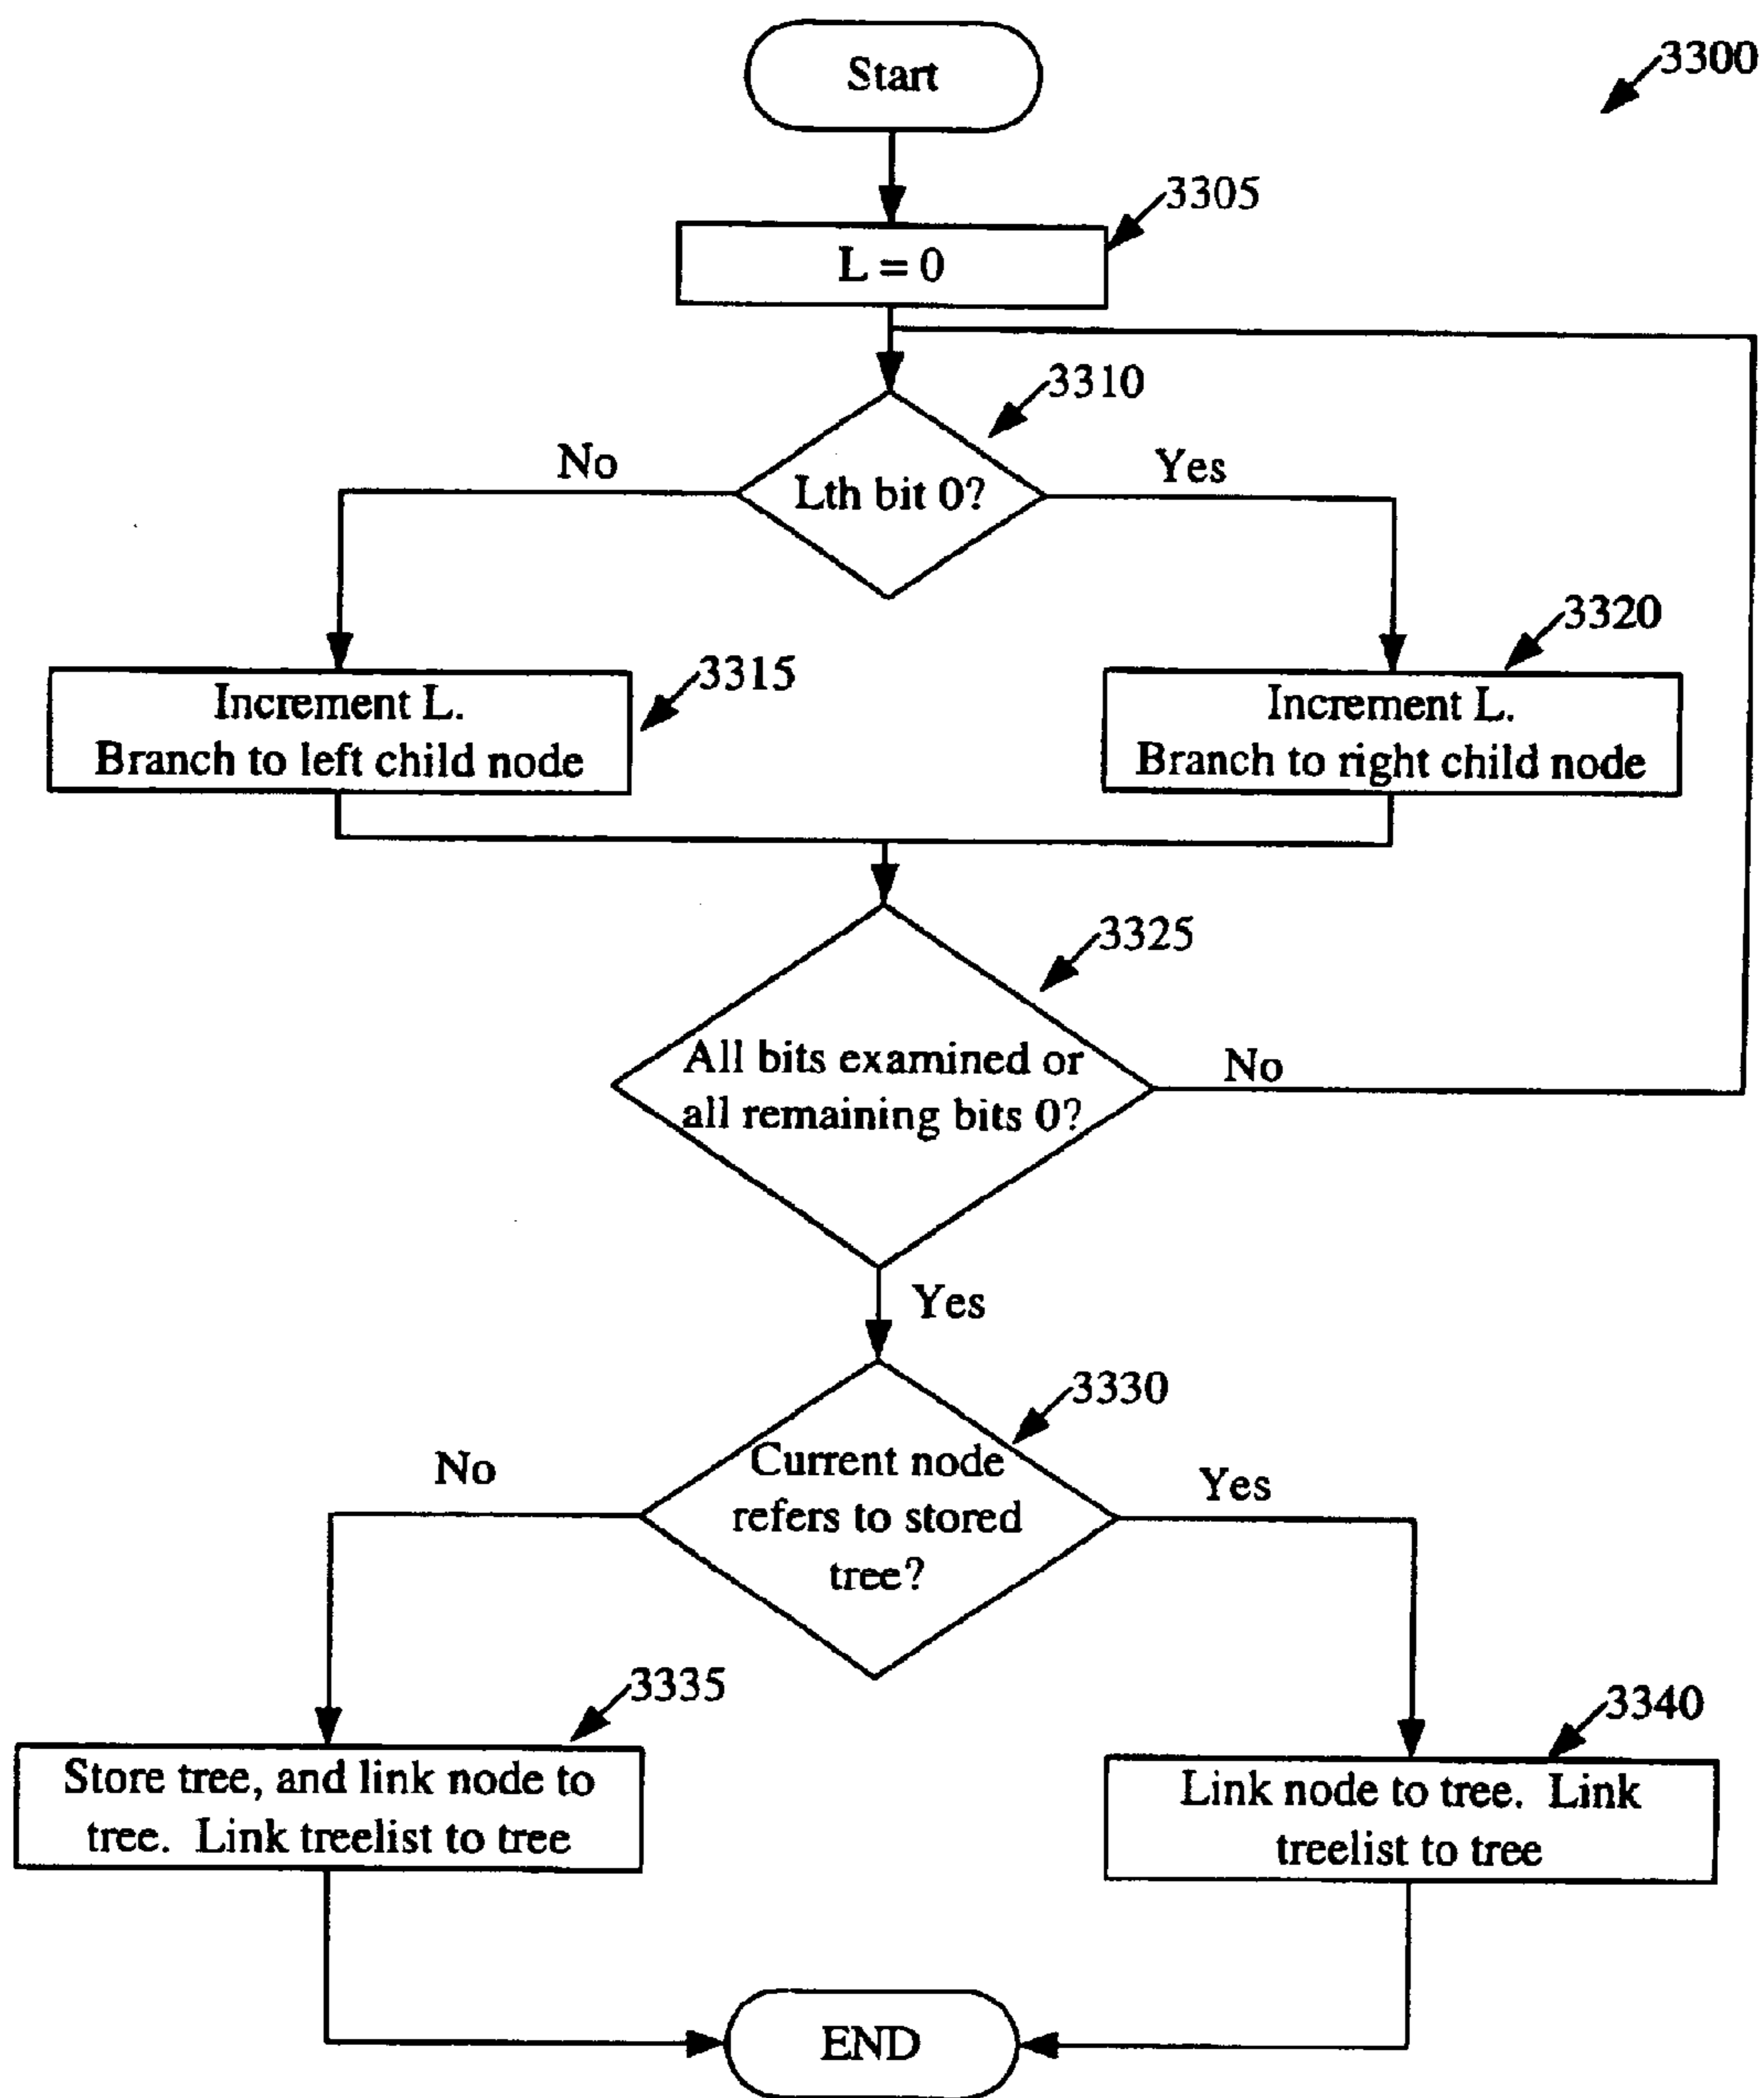 Start
3300
3305
L = 0
3310
No
Yes
Lth bit 0?
3320
3315
Increment L.
Branch to left child node
Increment L.
Branch to right child node
3325
All bits examined or
all remaining bits 0?
No
Yes
3330
No
Current node
refers to stored
tree?
Yes
3335
3340
Store tree, and link node to
tree. Link treelist to tree
Link node to tree. Link
treelist to tree
END